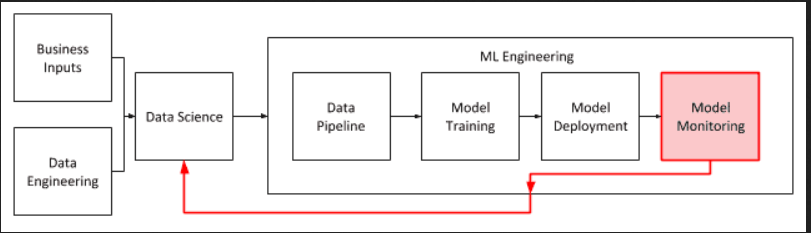 Business
Inputs
Data
Engineering
Data Science
ML Engineering
Data
Pipeline
Model
Training
Model
Deployment
Model
Monitoring